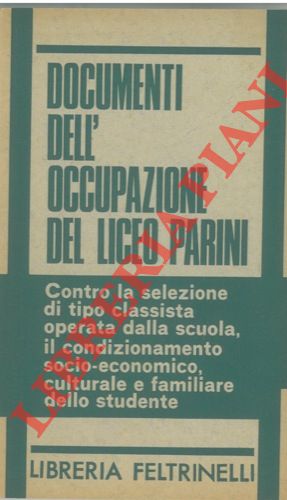 DOCUMENTI
DELL'
OCCUPAZIONE
DEL LICEO PARINI
Contro la selezione
di tipo classista
operata dalla scuola,
il condizionamento
socio-economico,
culturale e familiare
dello studente
LIBRERIA FELTRINELLI
LIBRERIA PIANI